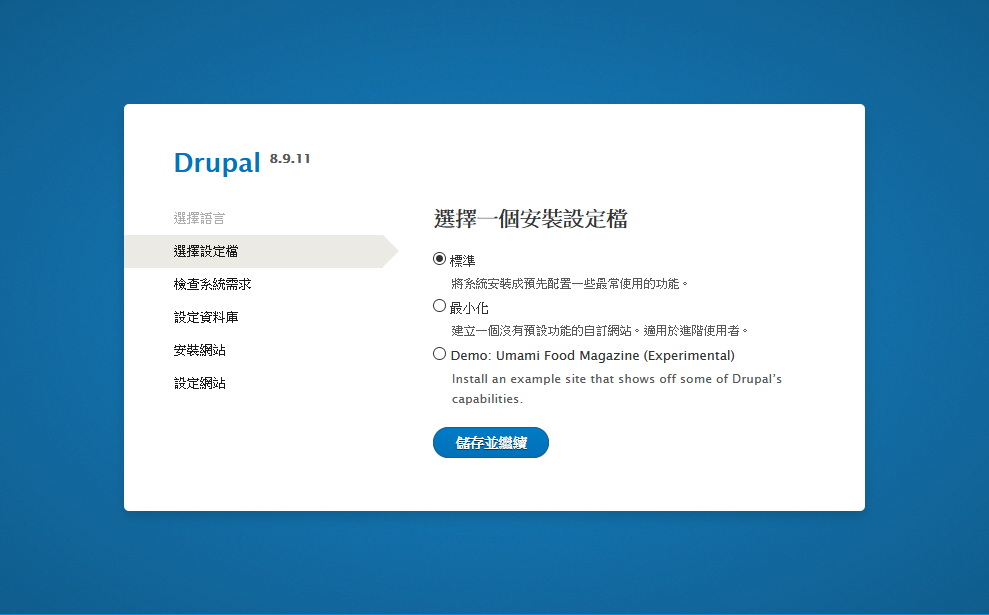 Drupal 8.9.11
選擇語言
選擇設定檔
檢查系統需求
設定資料庫
安裝網站
設定網站
選擇一個安裝設定檔
標準
將系統安裝成預先配置一些最常使用的功能。
最小化
建立一個沒有預設功能的自訂網站。適用於進階使用者。
Demo: Umami Food Magazine (Experimental)
Install an example site that shows off some of Drupal's
capabilities.
儲存並繼續